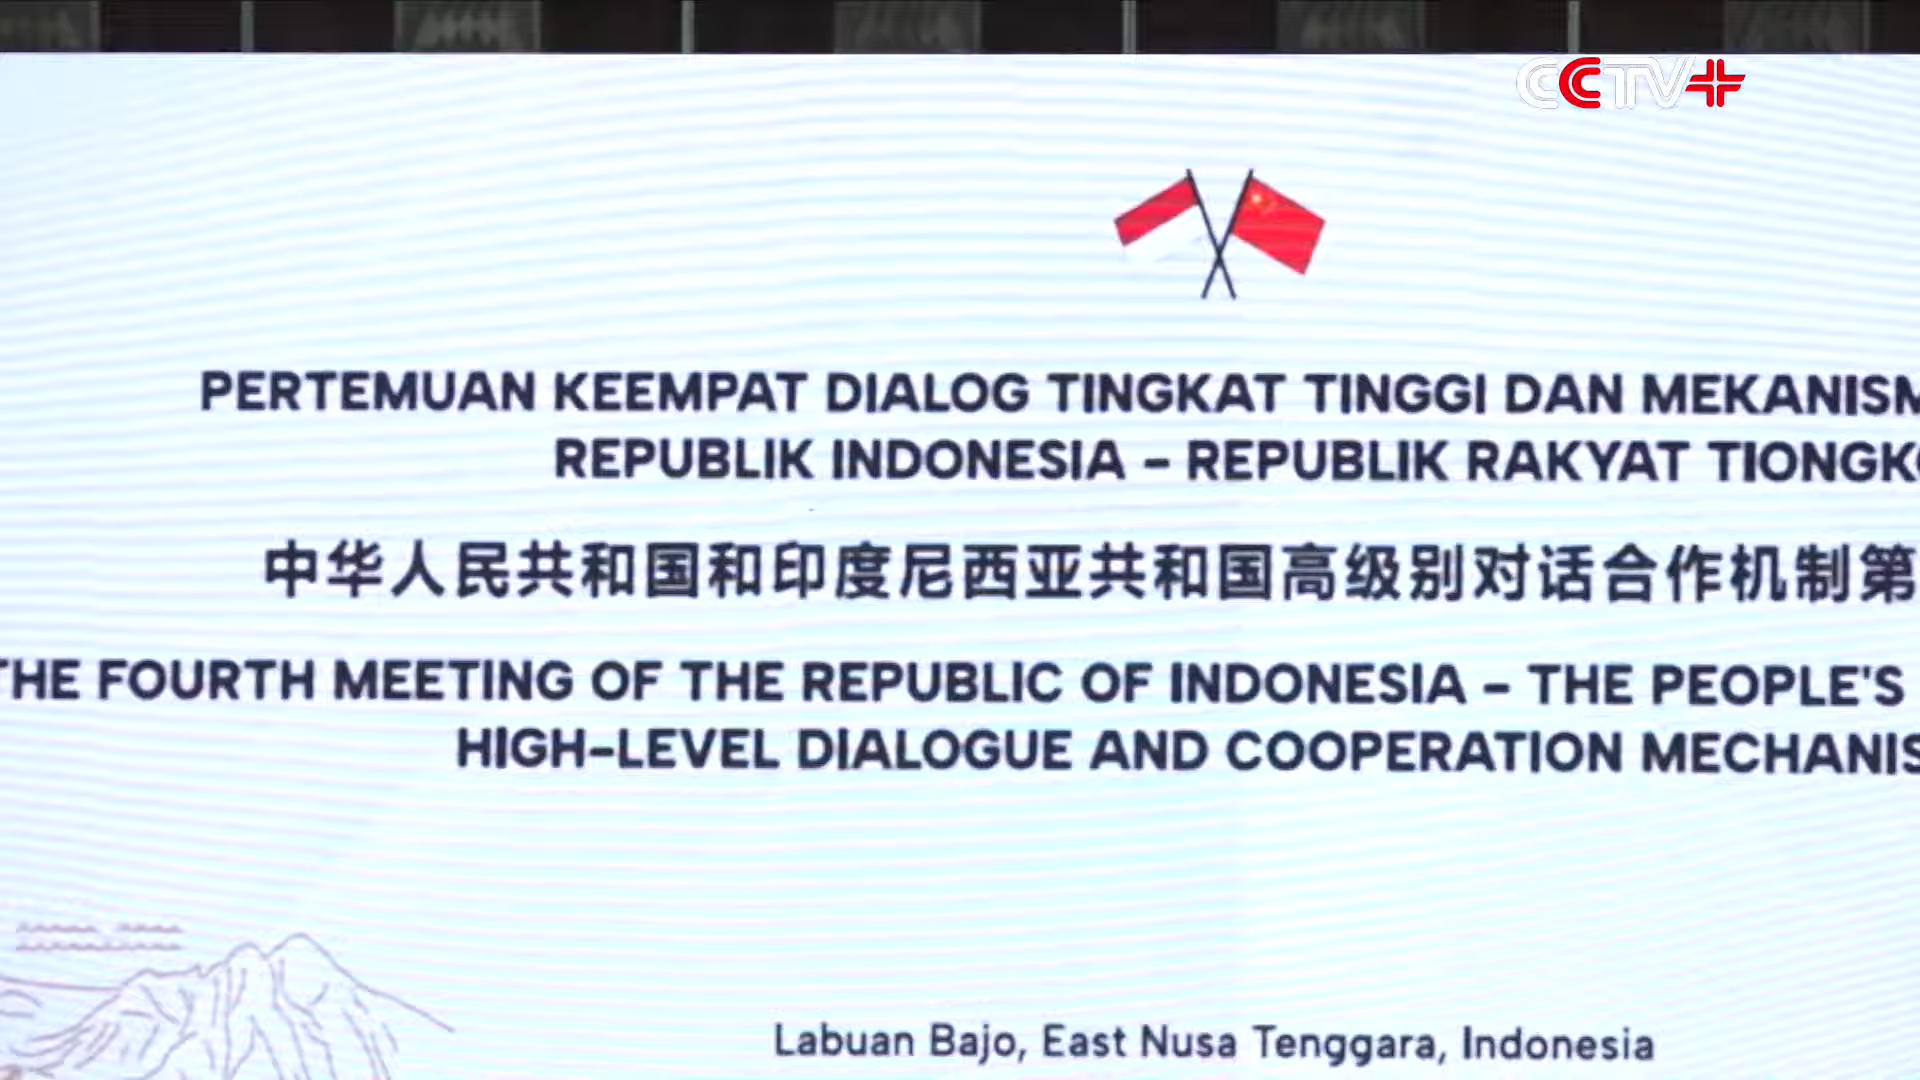 CCTV+
PERTEMUAN KEEMPAT DIALOG TINGKAT TINGGI DAN MEKANISM
REPUBLIK INDONESIA – REPUBLIK RAKYAT TIONGK
中华人民共和国和印度尼西亚共和国高级别对话合作机制第
THE FOURTH MEETING OF THE REPUBLIC OF INDONESIA – THE PEOPLE'S
HIGH-LEVEL DIALOGUE AND COOPERATION MECHANIS
Labuan Bajo, East Nusa Tenggara, Indonesia